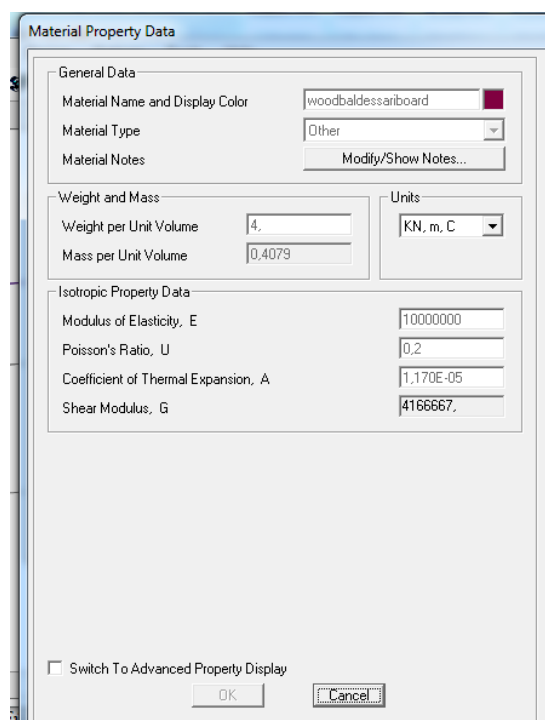 Material Property Data
General Data
Material Name and Display Color woodbaldessariboard
Material Type Other
Material Notes Modify/Show Notes...
Weight and Mass
Weight per Unit Volume 4,
Mass per Unit Volume 0,4079
Units
KN, m, C
Isotropic Property Data
Modulus of Elasticity, E 10000000
Poisson's Ratio, U 0,2
Coefficient of Thermal Expansion, A 1,170E-05
Shear Modulus, G 4166667,
Switch To Advanced Property Display
OK Cancel